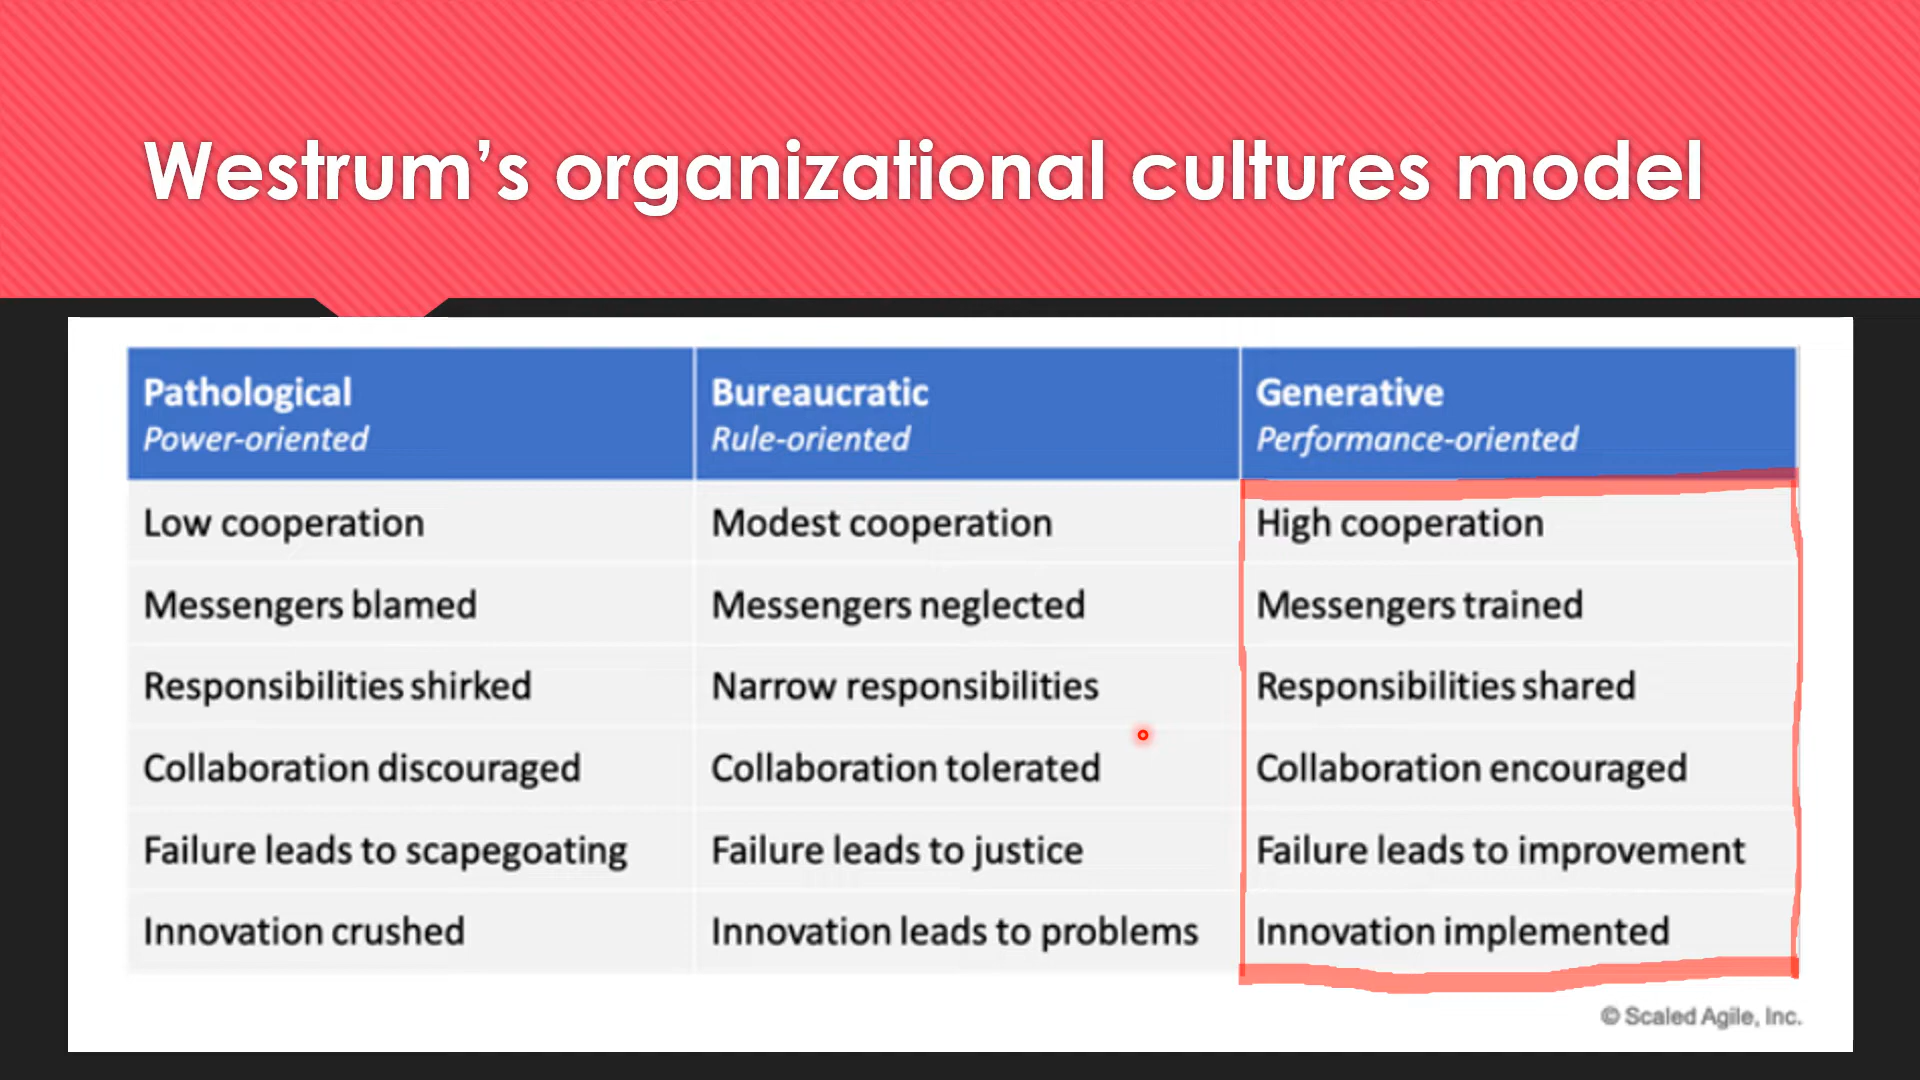 Westrum’s organizational cultures model
Pathological
Power-oriented
Bureaucratic
Rule-oriented
Generative
Performance-oriented
Low cooperation
Modest cooperation
High cooperation
Messengers blamed
Messengers neglected
Messengers trained
Responsibilities shirked
Narrow responsibilities
Responsibilities shared
Collaboration discouraged
Collaboration tolerated
Collaboration encouraged
Failure leads to scapegoating
Failure leads to justice
Failure leads to improvement
Innovation crushed
Innovation leads to problems
Innovation implemented
© Scaled Agile, Inc.